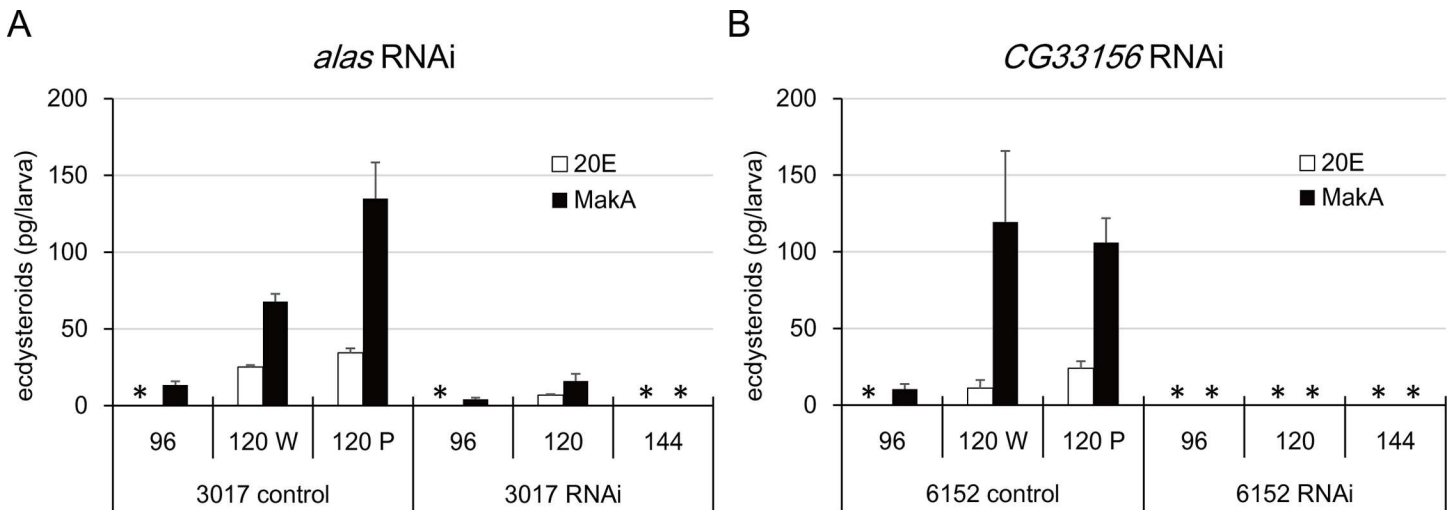 A
alas RNAi
ecdysteroids (pg/larva)
200
150
100
50
0
20E
MakA
* * * *
96 120 W 120 P 96 120 144
3017 control 3017 RNAi
B
CG33156 RNAi
ecdysteroids (pg/larva)
200
150
100
50
0
20E
MakA
* * * * * * *
96 120 W 120 P 96 120 144
6152 control 6152 RNAi